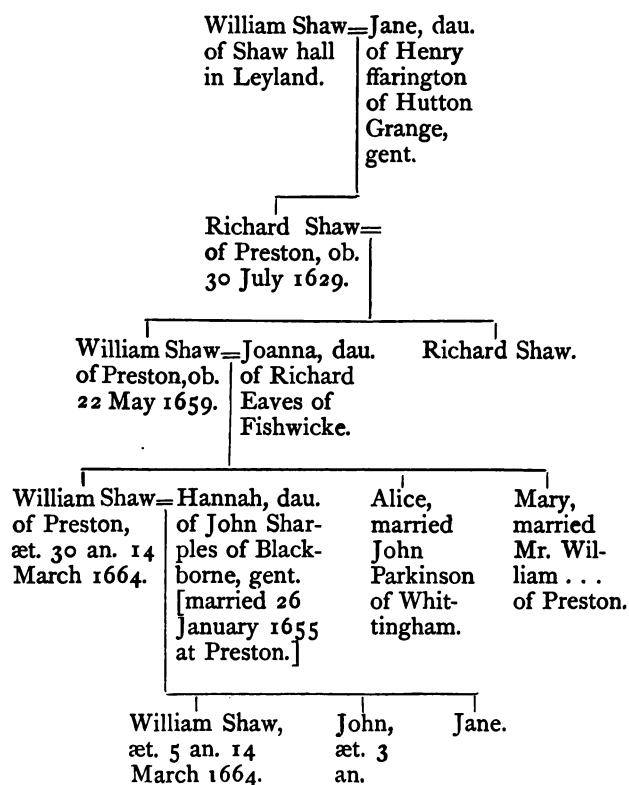 William Shaw=Jane, dau.
of Shaw hall of Henry
in Leyland. ffarington
of Hutton
Grange,
gent.
Richard Shaw=
of Preston, ob.
30 July 1629.
William Shaw=Joanna, dau. Richard Shaw.
of Preston,ob. of Richard
22 May 1659. Eaves of
Fishwicke.
William Shaw=Hannah, dau. Alice, Mary,
of Preston, of John Shar- married married
æt. 30 an. 14 ples of Black- John Mr. Wil-
March 1664. borne, gent. Parkinson liam . . .
[married 26 of Whit- of Preston.
January 1655 tingham.
at Preston.]
William Shaw, John, Jane.
æt. 5 an. 14 æt. 3
March 1664. an.